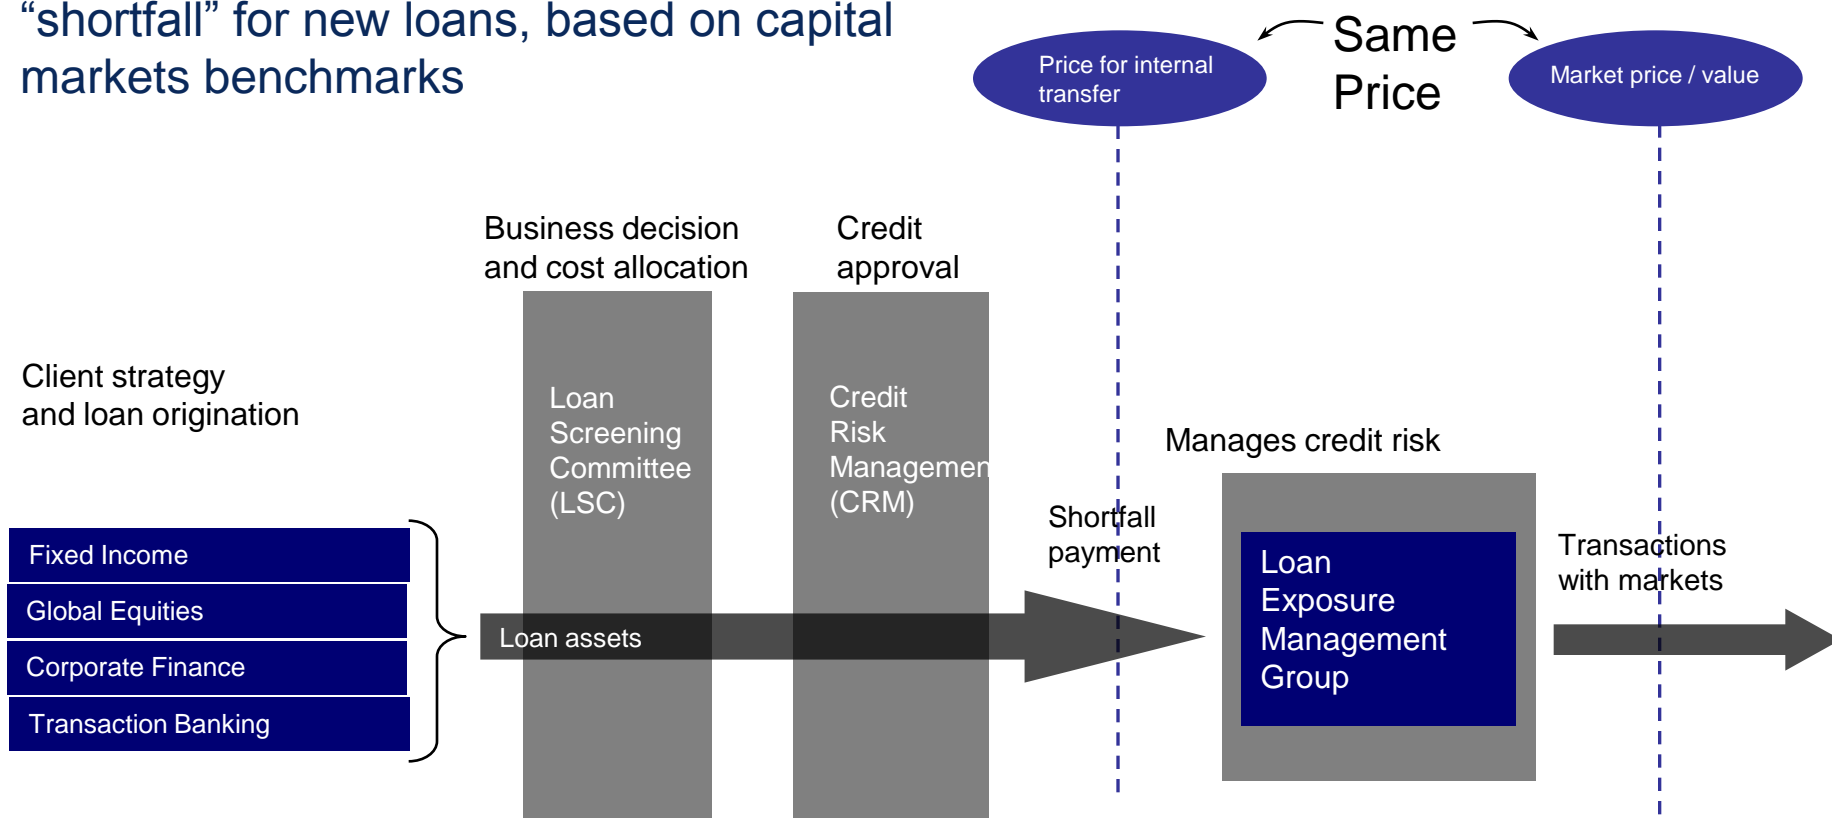 “shortfall” for new loans, based on capital
markets benchmarks
Price for internal
transfer
Same
Price
Market price / value
Business decision
and cost allocation
Credit
approval
Client strategy
and loan origination
Loan
Screening
Committee
(LSC)
Credit
Risk
Managemen
(CRM)
Manages credit risk
Shortfall
payment
Fixed Income
Global Equities
Corporate Finance
Transaction Banking
Loan assets
Loan
Exposure
Management
Group
Transactions
with markets